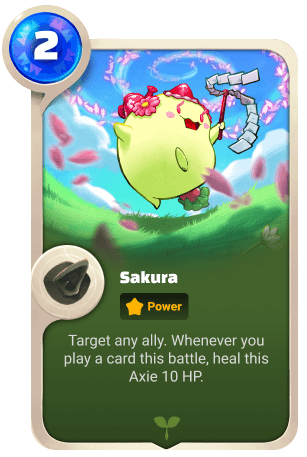 2
Sakura
Power
Target any ally. Whenever you
play a card this battle, heal this
Axie 10 HP.